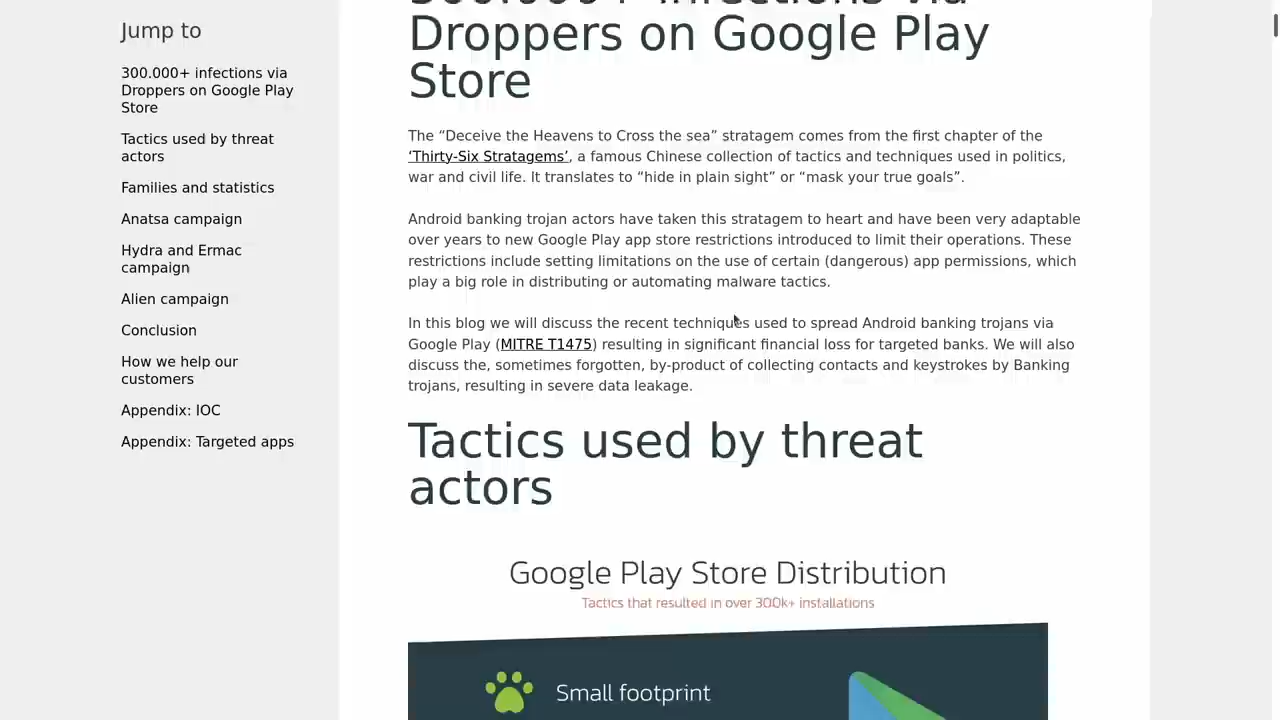 Jump to
300.000+ infections via
Droppers on Google Play
Store
Tactics used by threat
actors
Families and statistics
Anatsa campaign
Hydra and Ermac
campaign
Alien campaign
Conclusion
How we help our
customers
Appendix: IOC
Appendix: Targeted apps
300.000+ infections via
Droppers on Google Play
Store
The “Deceive the Heavens to Cross the sea” stratagem comes from the first chapter of the
‘Thirty-Six Stratagems’, a famous Chinese collection of tactics and techniques used in politics,
war and civil life. It translates to “hide in plain sight” or “mask your true goals”.
Android banking trojan actors have taken this stratagem to heart and have been very adaptable
over years to new Google Play app store restrictions introduced to limit their operations. These
restrictions include setting limitations on the use of certain (dangerous) app permissions, which
play a big role in distributing or automating malware tactics.
In this blog we will discuss the recent techniques used to spread Android banking trojans via
Google Play (MITRE T1475) resulting in significant financial loss for targeted banks. We will also
discuss the, sometimes forgotten, by-product of collecting contacts and keystrokes by Banking
trojans, resulting in severe data leakage.
Tactics used by threat
actors
Google Play Store Distribution
Tactics that resulted in over 300k+ installations
Small footprint